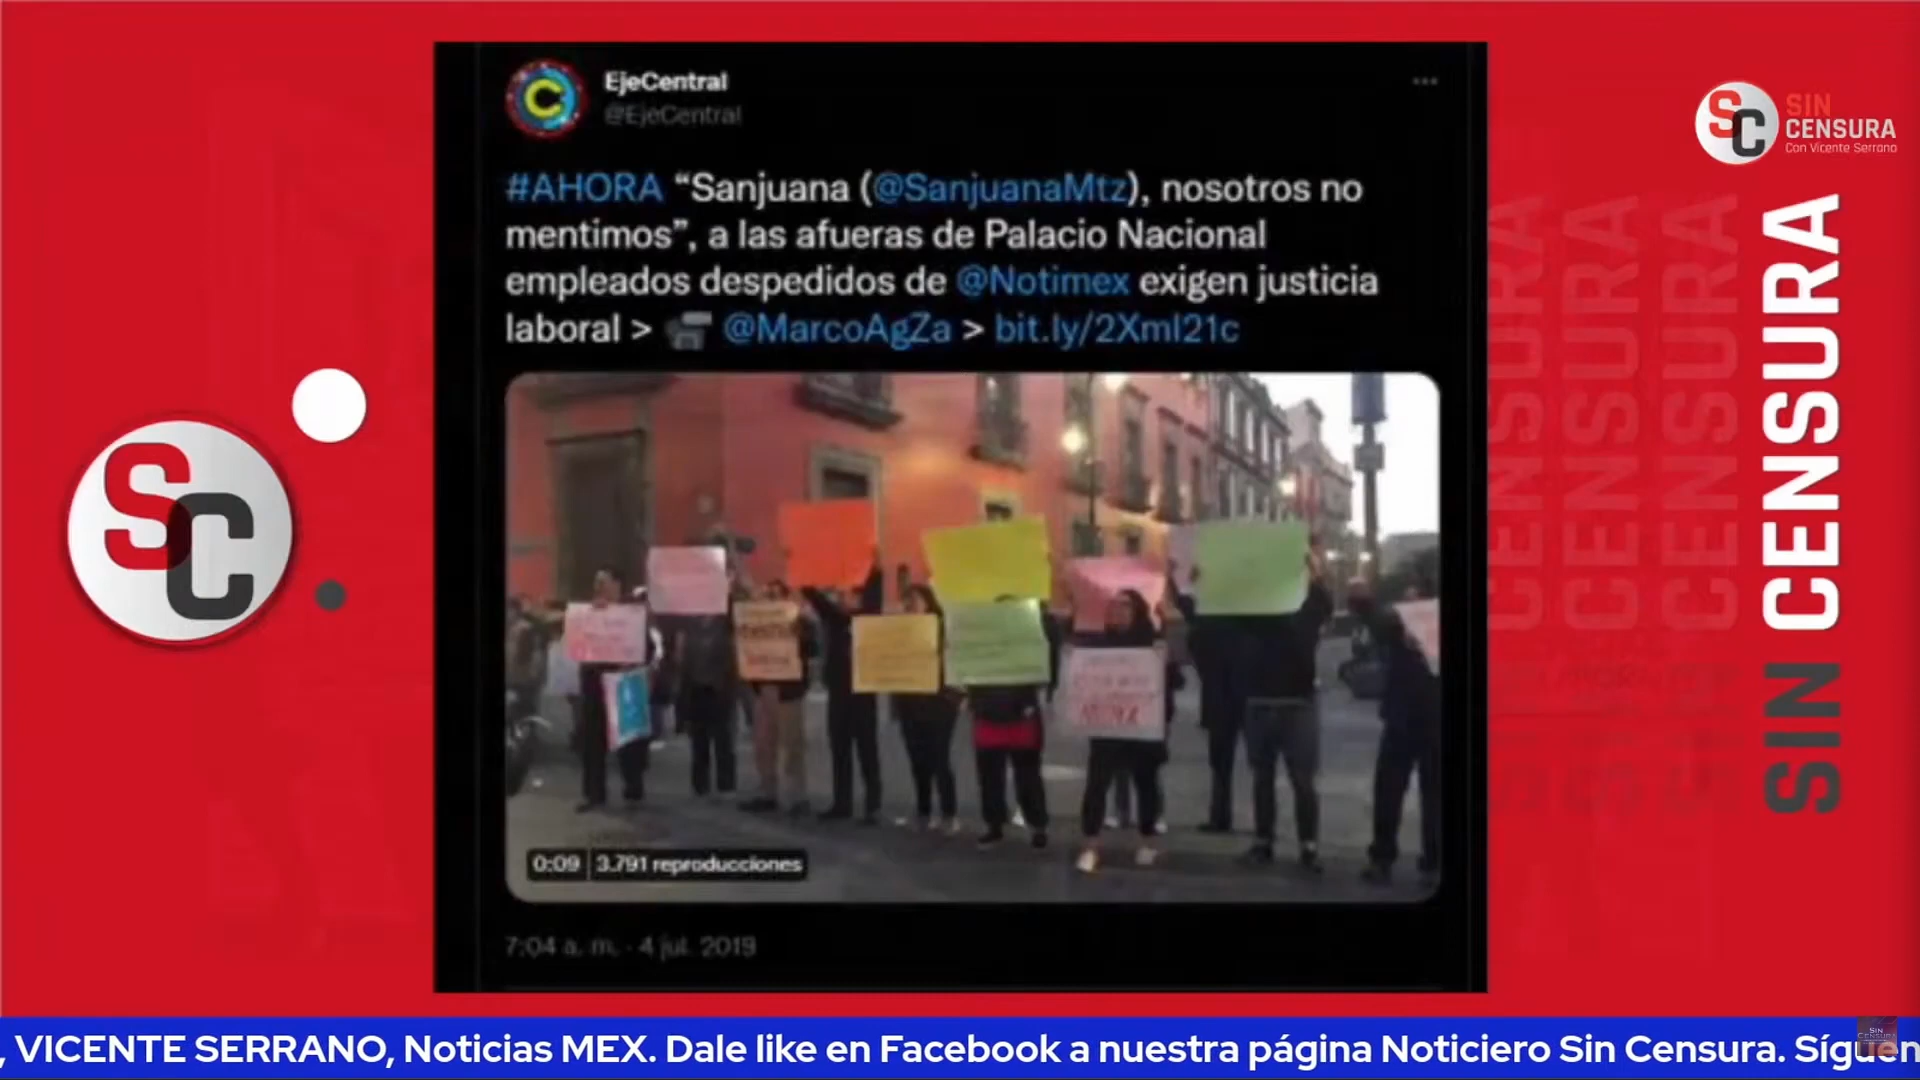 EjeCentral
@EjeCentral
#AHORA “Sanjuana (@SanjuanaMtz), nosotros no
mentimos”, a las afueras de Palacio Nacional
empleados despedidos de @Notimex exigen justicia
laboral > @MarcoAgZa > bit.ly/2Xml21c
0:09 3.791 reproducciones
7:04 a. m. · 4 jul. 2019
SC
SC
SIN
CENSURA
Con Vicente Serrano
SIN CENSURA
CENSURA
CENSURA
CENSURA
, VICENTE SERRANO, Noticias MEX. Dale like en Facebook a nuestra página Noticiero Sin Censura. Síguen